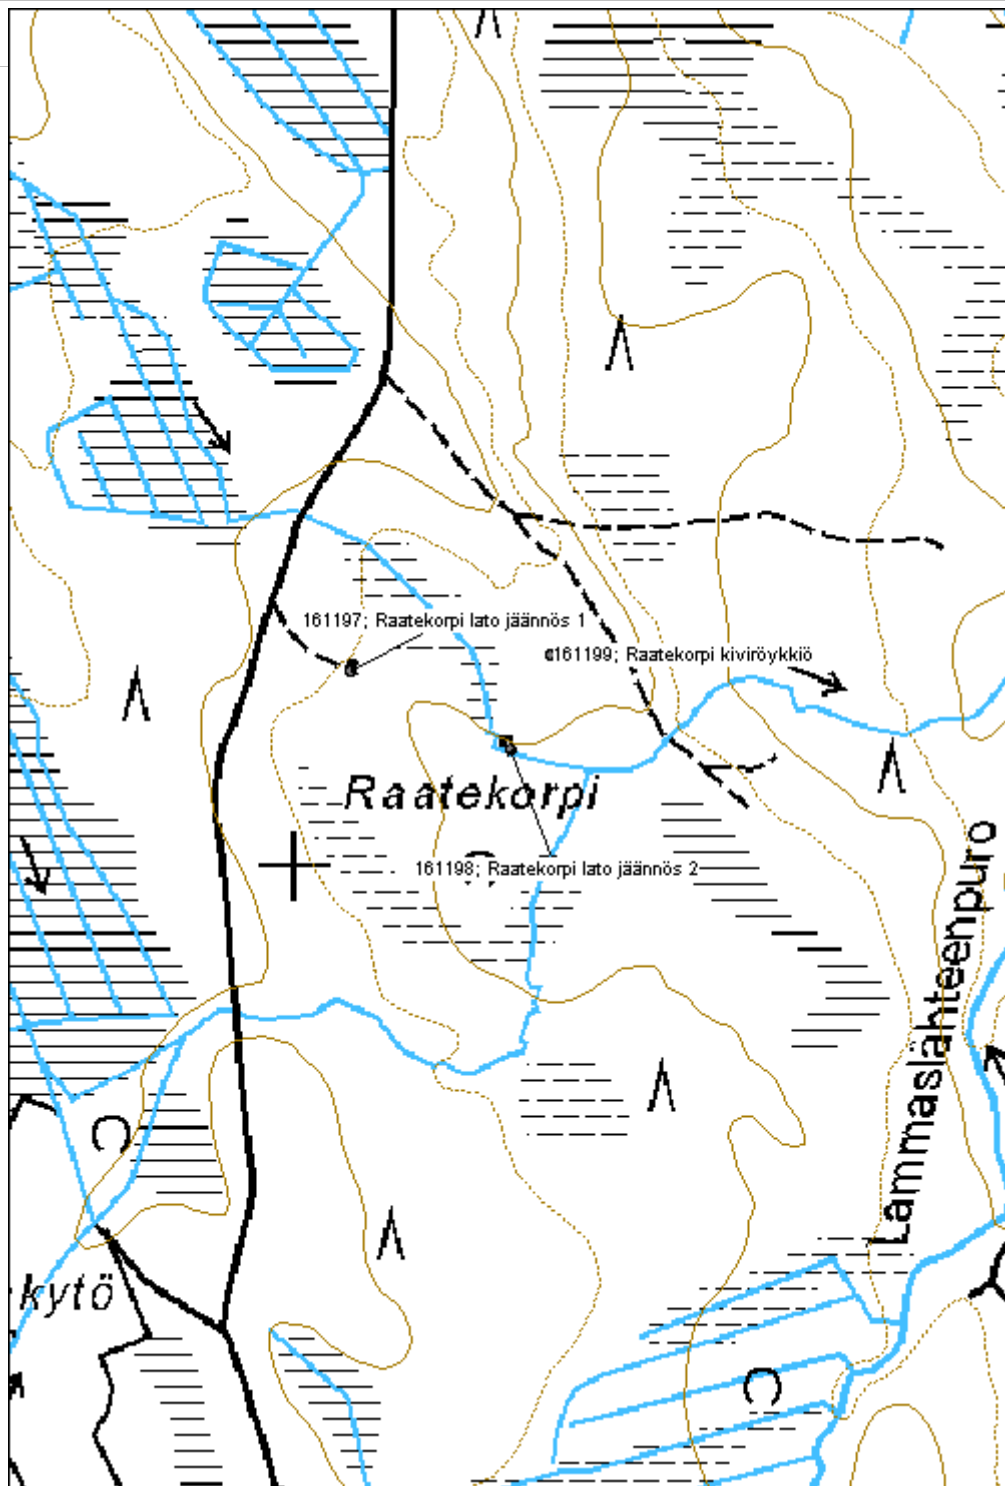 161197; Raatekorpi lato jäännös 1
161199; Raatekorpi kiviröykkiö
Raatekorpi
161198; Raatekorpi lato jäännös 2
Lammaslähteenpuro
kytö